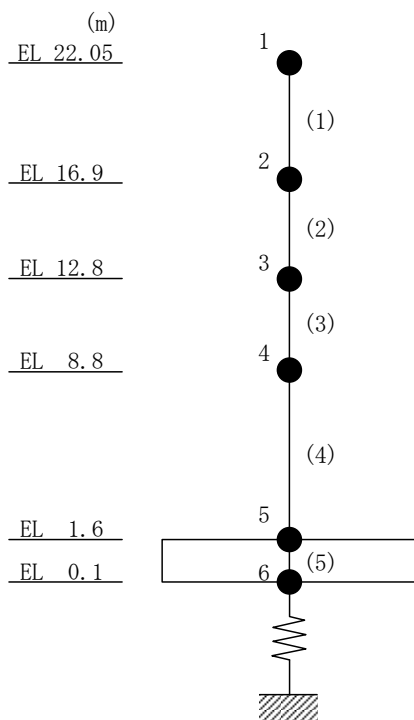 (m)
1
EL 22.05
(1)
2
EL 16.9
(2)
3
EL 12.8
(3)
4
EL 8.8
(4)
5
EL 1.6
(5)
6
EL 0.1